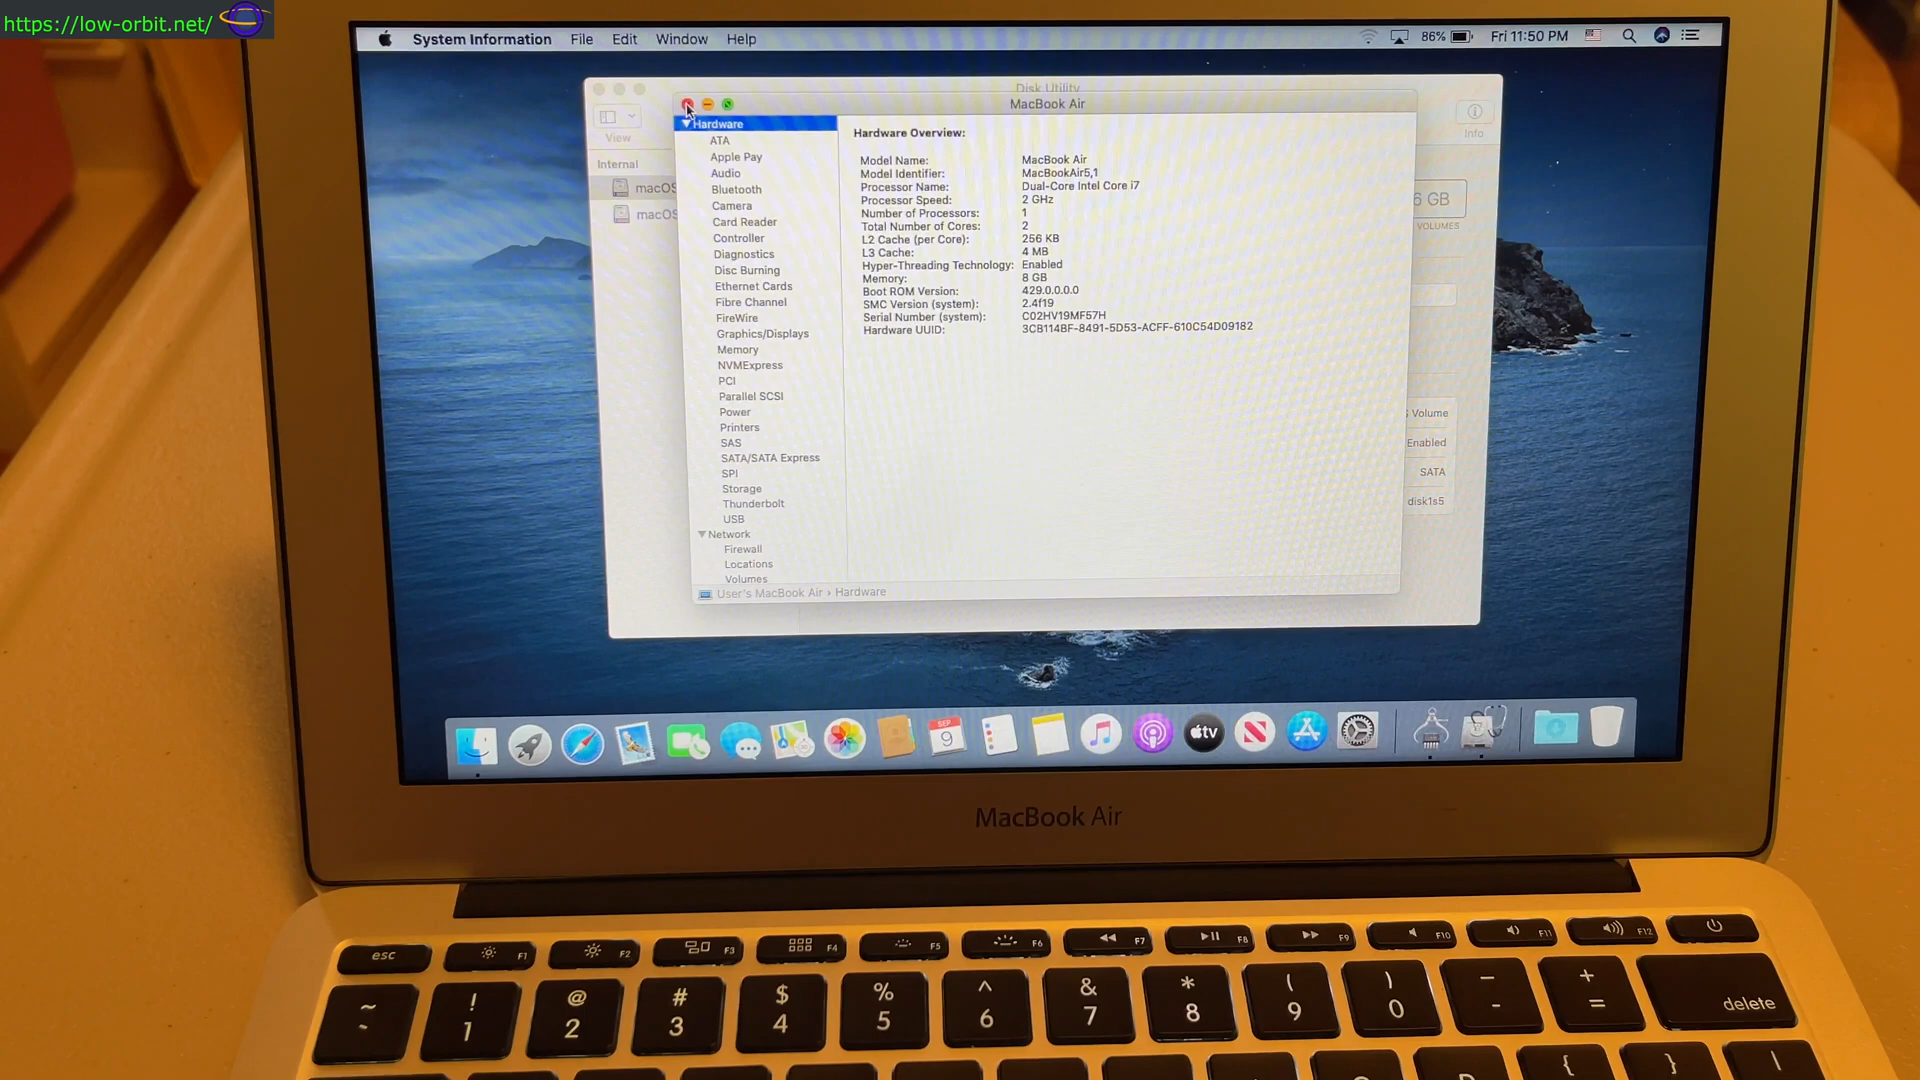 https://low-orbit.net/
System Information File Edit Window Help
86% Fri 11:50 PM
Disk Utility
MacBook Air
View
Info
Internal
macOS
macOS
6 GB
VOLUMES
S Volume
Enabled
SATA
disk1s5
Hardware
ATA
Apple Pay
Audio
Bluetooth
Camera
Card Reader
Controller
Diagnostics
Disc Burning
Ethernet Cards
Fibre Channel
FireWire
Graphics/Displays
Memory
NVMExpress
PCI
Parallel SCSI
Power
Printers
SAS
SATA/SATA Express
SPI
Storage
Thunderbolt
USB
Network
Firewall
Locations
Volumes
Hardware Overview:
Model Name: MacBook Air
Model Identifier: MacBookAir5,1
Processor Name: Dual-Core Intel Core i7
Processor Speed: 2 GHz
Number of Processors: 1
Total Number of Cores: 2
L2 Cache (per Core): 256 KB
L3 Cache: 4 MB
Hyper-Threading Technology: Enabled
Memory: 8 GB
Boot ROM Version: 429.0.0.0.0
SMC Version (system): 2.4f19
Serial Number (system): C02HV19MF57H
Hardware UUID: 3CB114BF-8491-5D53-ACFF-610C54D09182
User's MacBook Air › Hardware
SEP
9
tv
MacBook Air
esc F1 F2 F3 F4 F5 F6 F7 F8 F9 F10 F11 F12
~ ! @ # $ % ^ & * ( ) – +
` 1 2 3 4 5 6 7 8 9 0 - = delete
{ } |